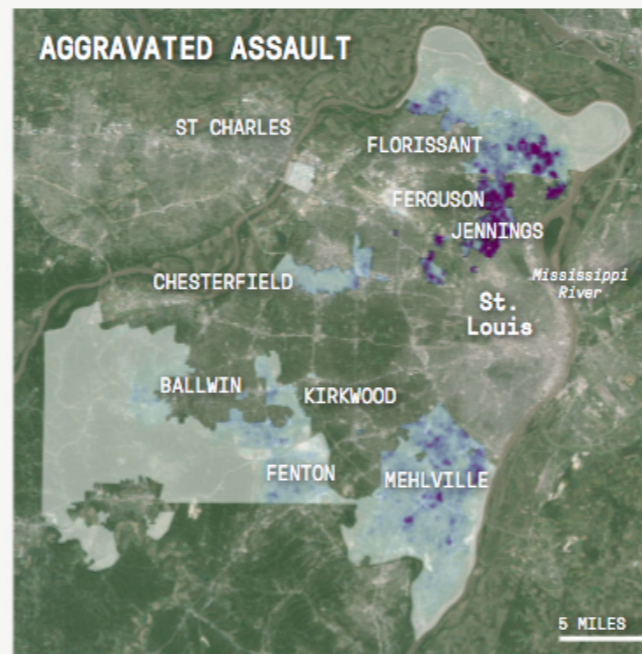 AGGRAVATED ASSAULT
ST CHARLES
FLORISSANT
FERGUSON
JENNINGS
CHESTERFIELD
Mississippi
River
St.
Louis
BALLWIN
KIRKWOOD
FENTON
MEHLVILLE
5 MILES